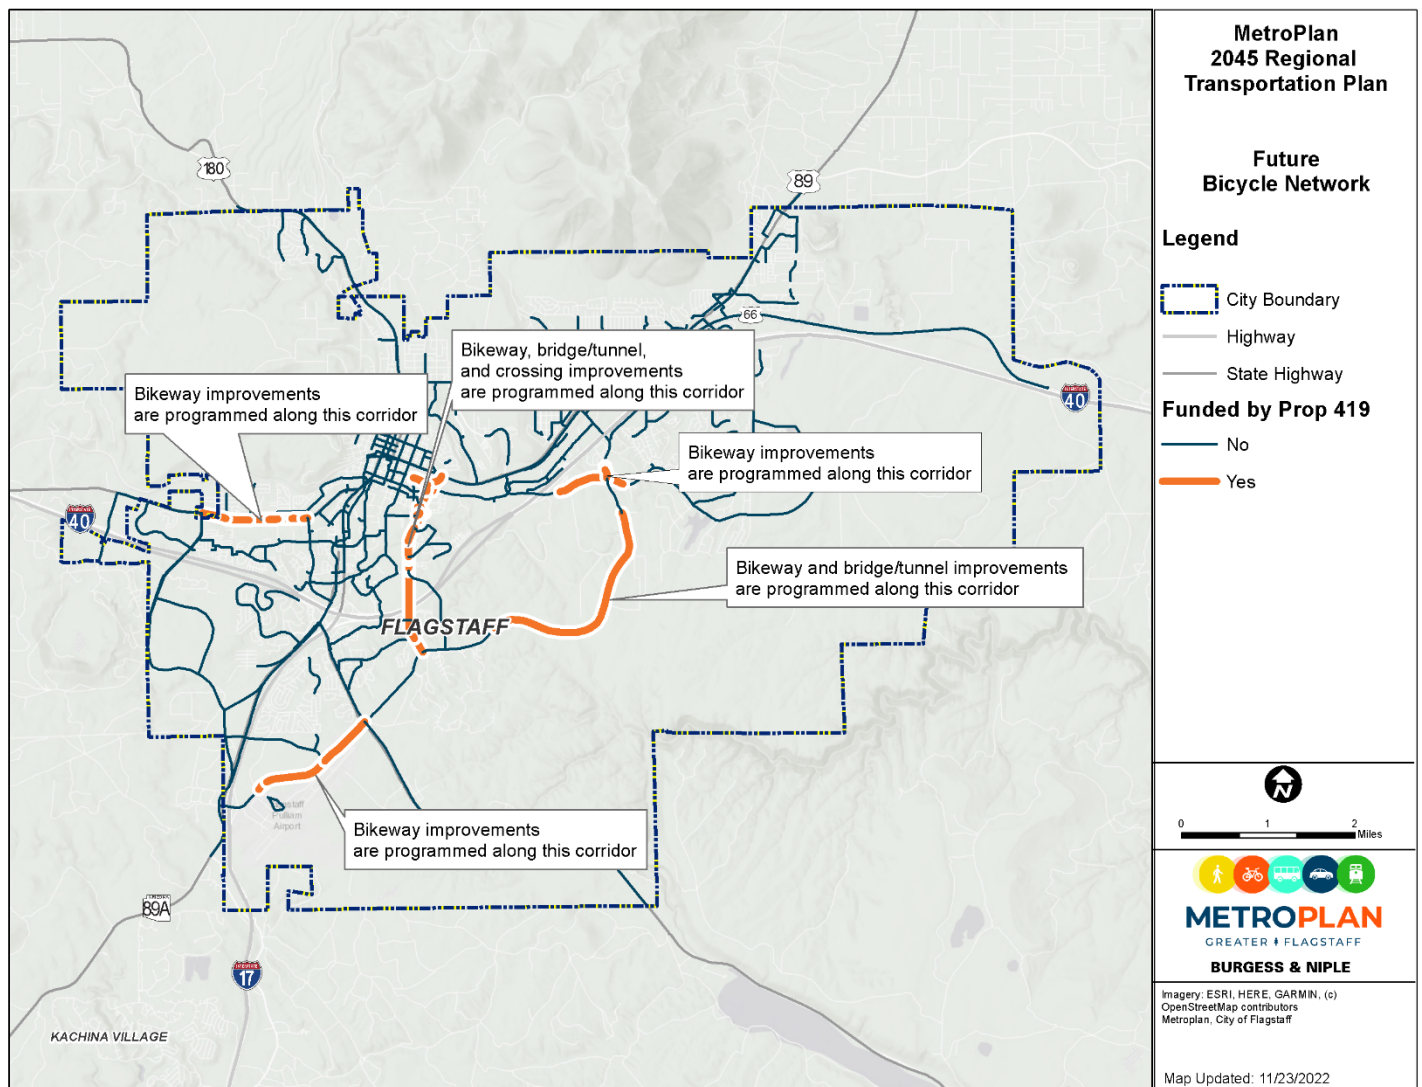 MetroPlan
2045 Regional
Transportation Plan
Future
Bicycle Network
Legend
City Boundary
Highway
State Highway
Funded by Prop 419
No
Yes
180
89
66
Bikeway, bridge/tunnel,
and crossing improvements
are programmed along this corridor
Bikeway improvements
are programmed along this corridor
40
Bikeway improvements
are programmed along this corridor
40
Bikeway and bridge/tunnel improvements
are programmed along this corridor
FLAGSTAFF
Pulliam
Airport
Bikeway improvements
are programmed along this corridor
89A
17
KACHINA VILLAGE
0 1 2
Miles
METROPLAN
GREATER FLAGSTAFF
BURGESS & NIPLE
Imagery: ESRI, HERE, GARMIN, (c)
OpenStreetMap contributors
Metroplan, City of Flagstaff
Map Updated: 11/23/2022